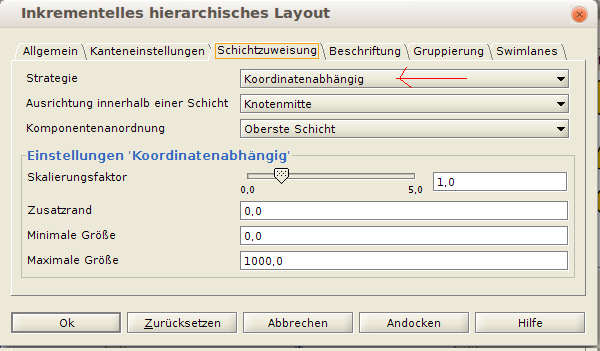 Inkrementelles hierarchisches Layout
Allgemein Kanteneinstellungen Schichtzuweisung Beschriftung Gruppierung Swimlanes
Strategie Koordinatenabhängig
Ausrichtung innerhalb einer Schicht Knotenmitte
Komponentenanordnung Oberste Schicht
Einstellungen 'Koordinatenabhängig'
Skalierungsfaktor 1,0
0,0 5,0
Zusatzrand 0,0
Minimale Größe 0,0
Maximale Größe 1000,0
Ok Zurücksetzen Abbrechen Andocken Hilfe